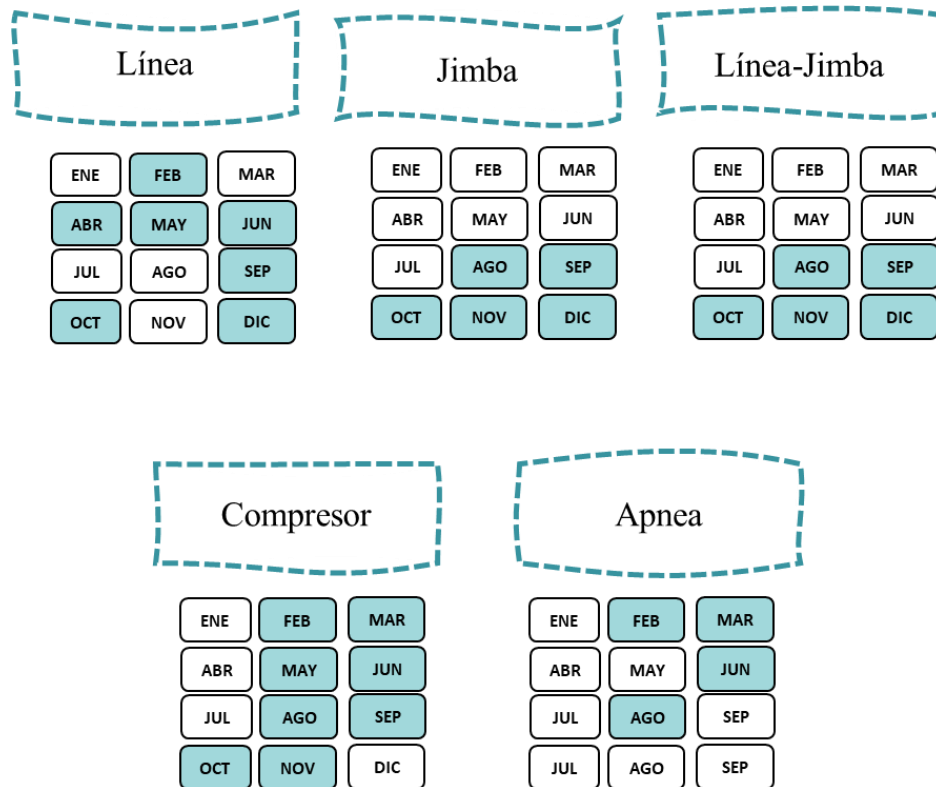 Línea
Jimba
Línea-Jimba
ENE FEB MAR
ABR MAY JUN
JUL AGO SEP
OCT NOV DIC
ENE FEB MAR
ABR MAY JUN
JUL AGO SEP
OCT NOV DIC
ENE FEB MAR
ABR MAY JUN
JUL AGO SEP
OCT NOV DIC
Compresor
Apnea
ENE FEB MAR
ABR MAY JUN
JUL AGO SEP
OCT NOV DIC
ENE FEB MAR
ABR MAY JUN
JUL AGO SEP
JUL AGO SEP